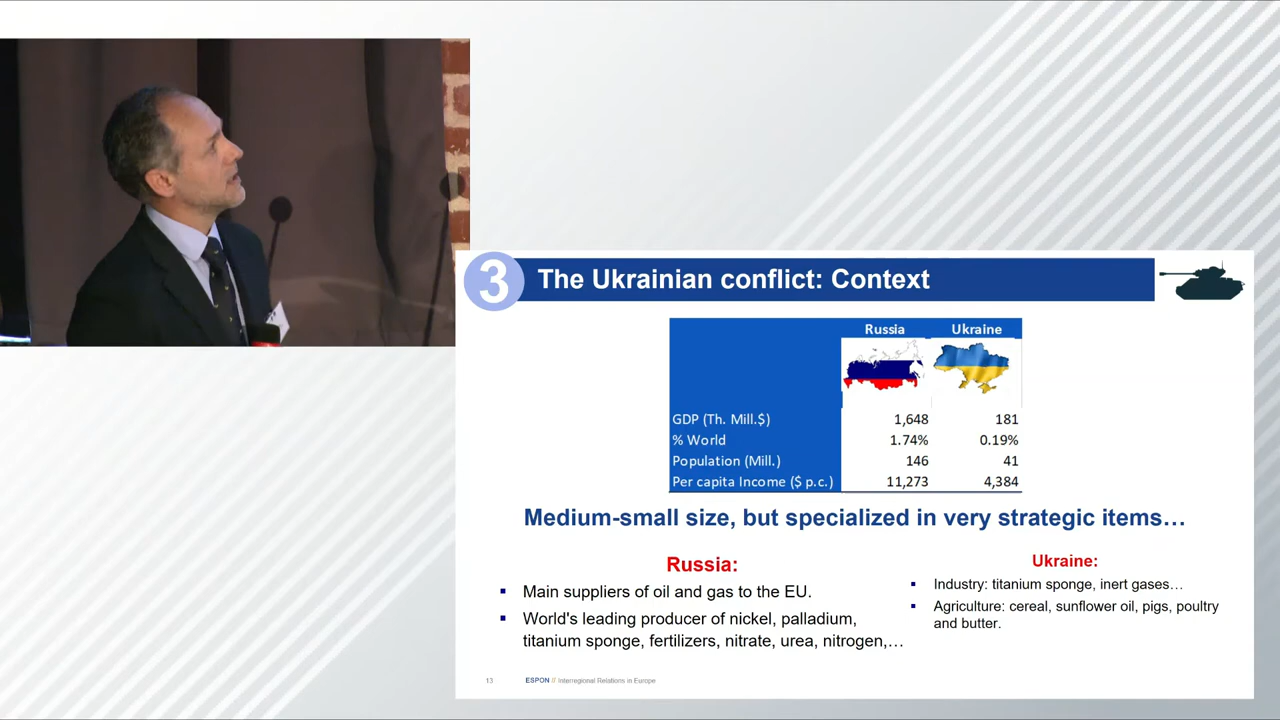 3
The Ukrainian conflict: Context
Russia Ukraine
GDP (Th. Mill.$) 1,648 181
% World 1.74% 0.19%
Population (Mill.) 146 41
Per capita Income ($ p.c.) 11,273 4,384
Medium-small size, but specialized in very strategic items…
Russia:
▪ Main suppliers of oil and gas to the EU.
▪ World's leading producer of nickel, palladium,
titanium sponge, fertilizers, nitrate, urea, nitrogen,…
Ukraine:
▪ Industry: titanium sponge, inert gases…
▪ Agriculture: cereal, sunflower oil, pigs, poultry
and butter.
13 ESPON // Interregional Relations in Europe